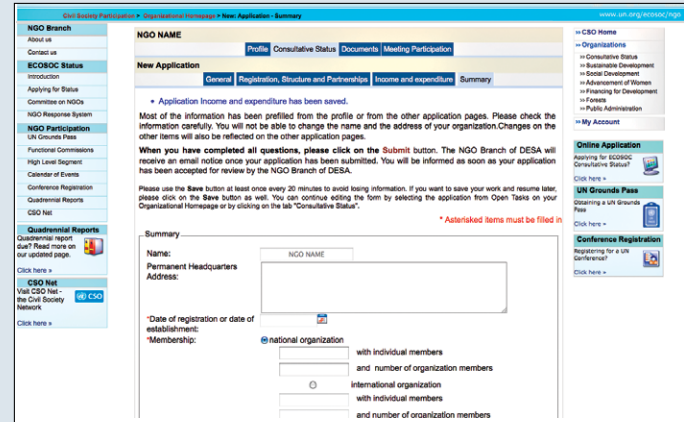 Civil Society Participation > Organizational Homepage > New: Application - Summary
www.un.org/ecosoc/ngo
NGO Branch
About us
Contact us
ECOSOC Status
Introduction
Applying for Status
Committee on NGOs
NGO Response System
NGO Participation
UN Grounds Pass
Functional Commissions
High Level Segment
Calendar of Events
Conference Registration
Quadrennial Reports
CSO Net
Quadrennial Reports
Quadrennial report
due? Read more on
our updated page.
Click here »
CSO Net
Visit CSO Net -
the Civil Society
Network
CSO
Click here »
NGO NAME
Profile Consultative Status Documents Meeting Participation
New Application
General Registration, Structure and Partnerships Income and expenditure Summary
Application Income and expenditure has been saved.
Most of the information has been prefilled from the profile or from the other application pages. Please check the
information carefully. You will not be able to change the name and the address of your organization.Changes on the
other items will also be reflected on the other application pages.
When you have completed all questions, please click on the Submit button. The NGO Branch of DESA will
receive an email notice once your application has been submitted. You will be informed as soon as your application
has been accepted for review by the NGO Branch of DESA.
Please use the Save button at least once every 20 minutes to avoid losing information. If you want to save your work and resume later,
please click on the Save button as well. You can continue editing the form by selecting the application from Open Tasks on your
Organizational Homepage or by clicking on the tab "Consultative Status".
* Asterisked items must be filled in
Summary
Name:
NGO NAME
Permanent Headquarters
Address:
*Date of registration or date of
establishment:
*Membership:
national organization
with individual members
and number of organization members
international organization
with individual members
and number of organization members
»» CSO Home
»» Organizations
»» Consultative Status
»» Sustainable Development
»» Social Development
»» Advancement of Women
»» Financing for Development
»» Forests
»» Public Administration
»» My Account
Online Application
Applying for ECOSOC
Consultative Status?
Click here »
UN Grounds Pass
Obtaining a UN Grounds
Pass
Click here »
Conference Registration
Registering for a UN
Conference?
Click here »